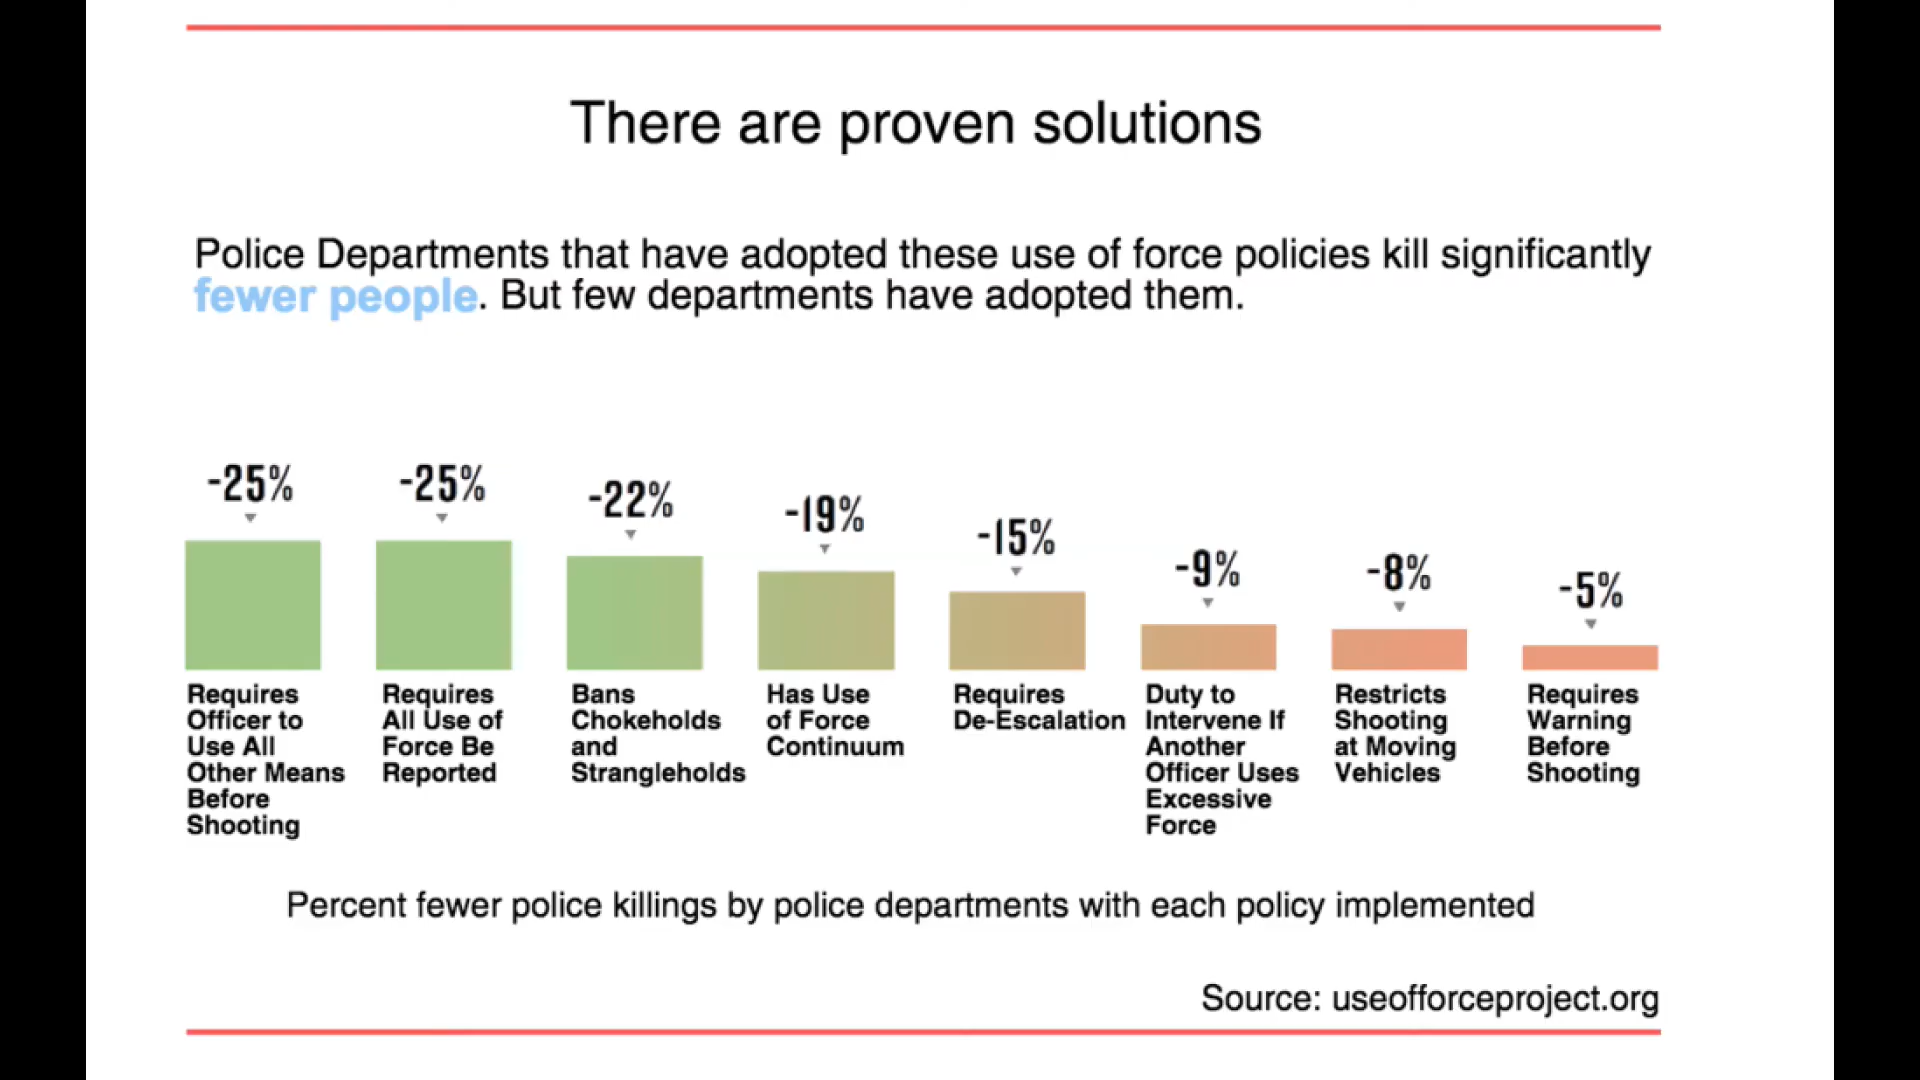 There are proven solutions
Police Departments that have adopted these use of force policies kill significantly
fewer people. But few departments have adopted them.
-25%
-25%
-22%
-19%
-15%
-9%
-8%
-5%
Requires
Officer to
Use All
Other Means
Before
Shooting
Requires
All Use of
Force Be
Reported
Bans
Chokeholds
and
Strangleholds
Has Use
of Force
Continuum
Requires
De-Escalation
Duty to
Intervene If
Another
Officer Uses
Excessive
Force
Restricts
Shooting
at Moving
Vehicles
Requires
Warning
Before
Shooting
Percent fewer police killings by police departments with each policy implemented
Source: useofforceproject.org